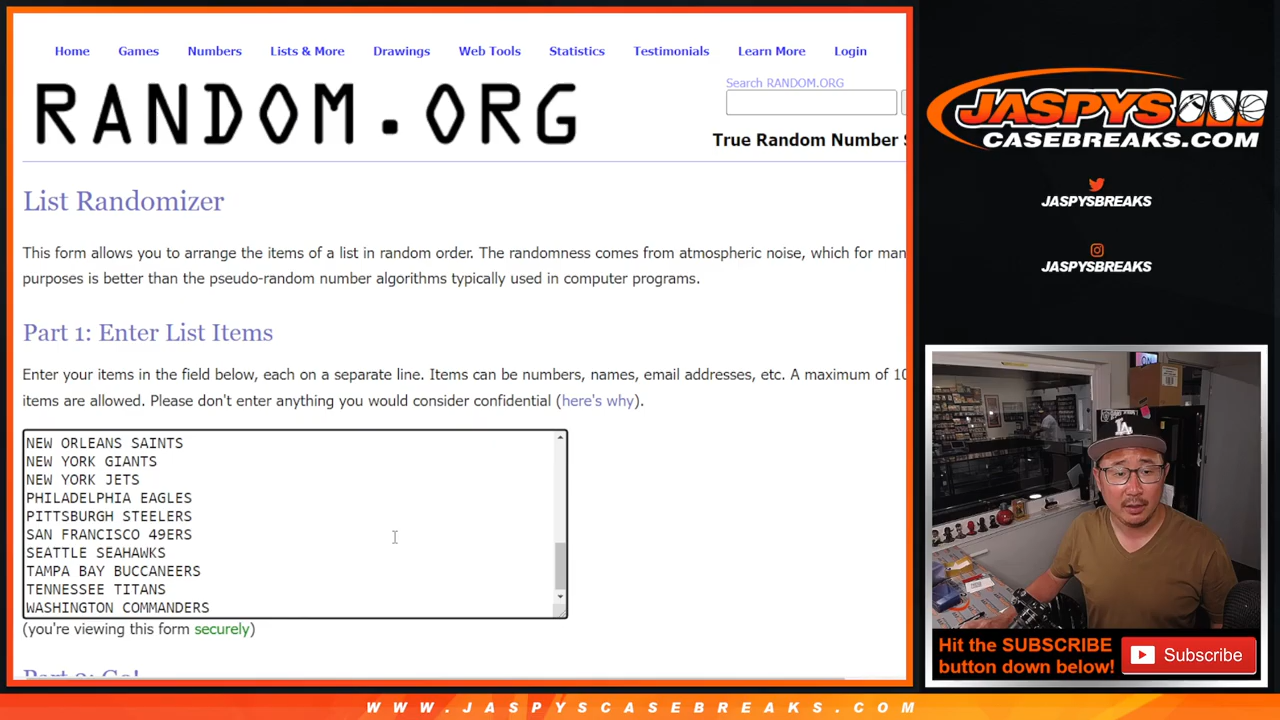 Home Games Numbers Lists & More Drawings Web Tools Statistics Testimonials Learn More Login
RANDOM.ORG
Search RANDOM.ORG
True Random Number
List Randomizer
This form allows you to arrange the items of a list in random order. The randomness comes from atmospheric noise, which for man
purposes is better than the pseudo-random number algorithms typically used in computer programs.
Part 1: Enter List Items
Enter your items in the field below, each on a separate line. Items can be numbers, names, email addresses, etc. A maximum of 10
items are allowed. Please don't enter anything you would consider confidential (here's why).
NEW ORLEANS SAINTS
NEW YORK GIANTS
NEW YORK JETS
PHILADELPHIA EAGLES
PITTSBURGH STEELERS
SAN FRANCISCO 49ERS
SEATTLE SEAHAWKS
TAMPA BAY BUCCANEERS
TENNESSEE TITANS
WASHINGTON COMMANDERS
(you're viewing this form securely)
Part 2: Go!
JASPYS
CASEBREAKS.COM
JASPYSBREAKS
JASPYSBREAKS
Hit the SUBSCRIBE
button down below!
Subscribe
WWW.JASPYSCASEBREAKS.COM